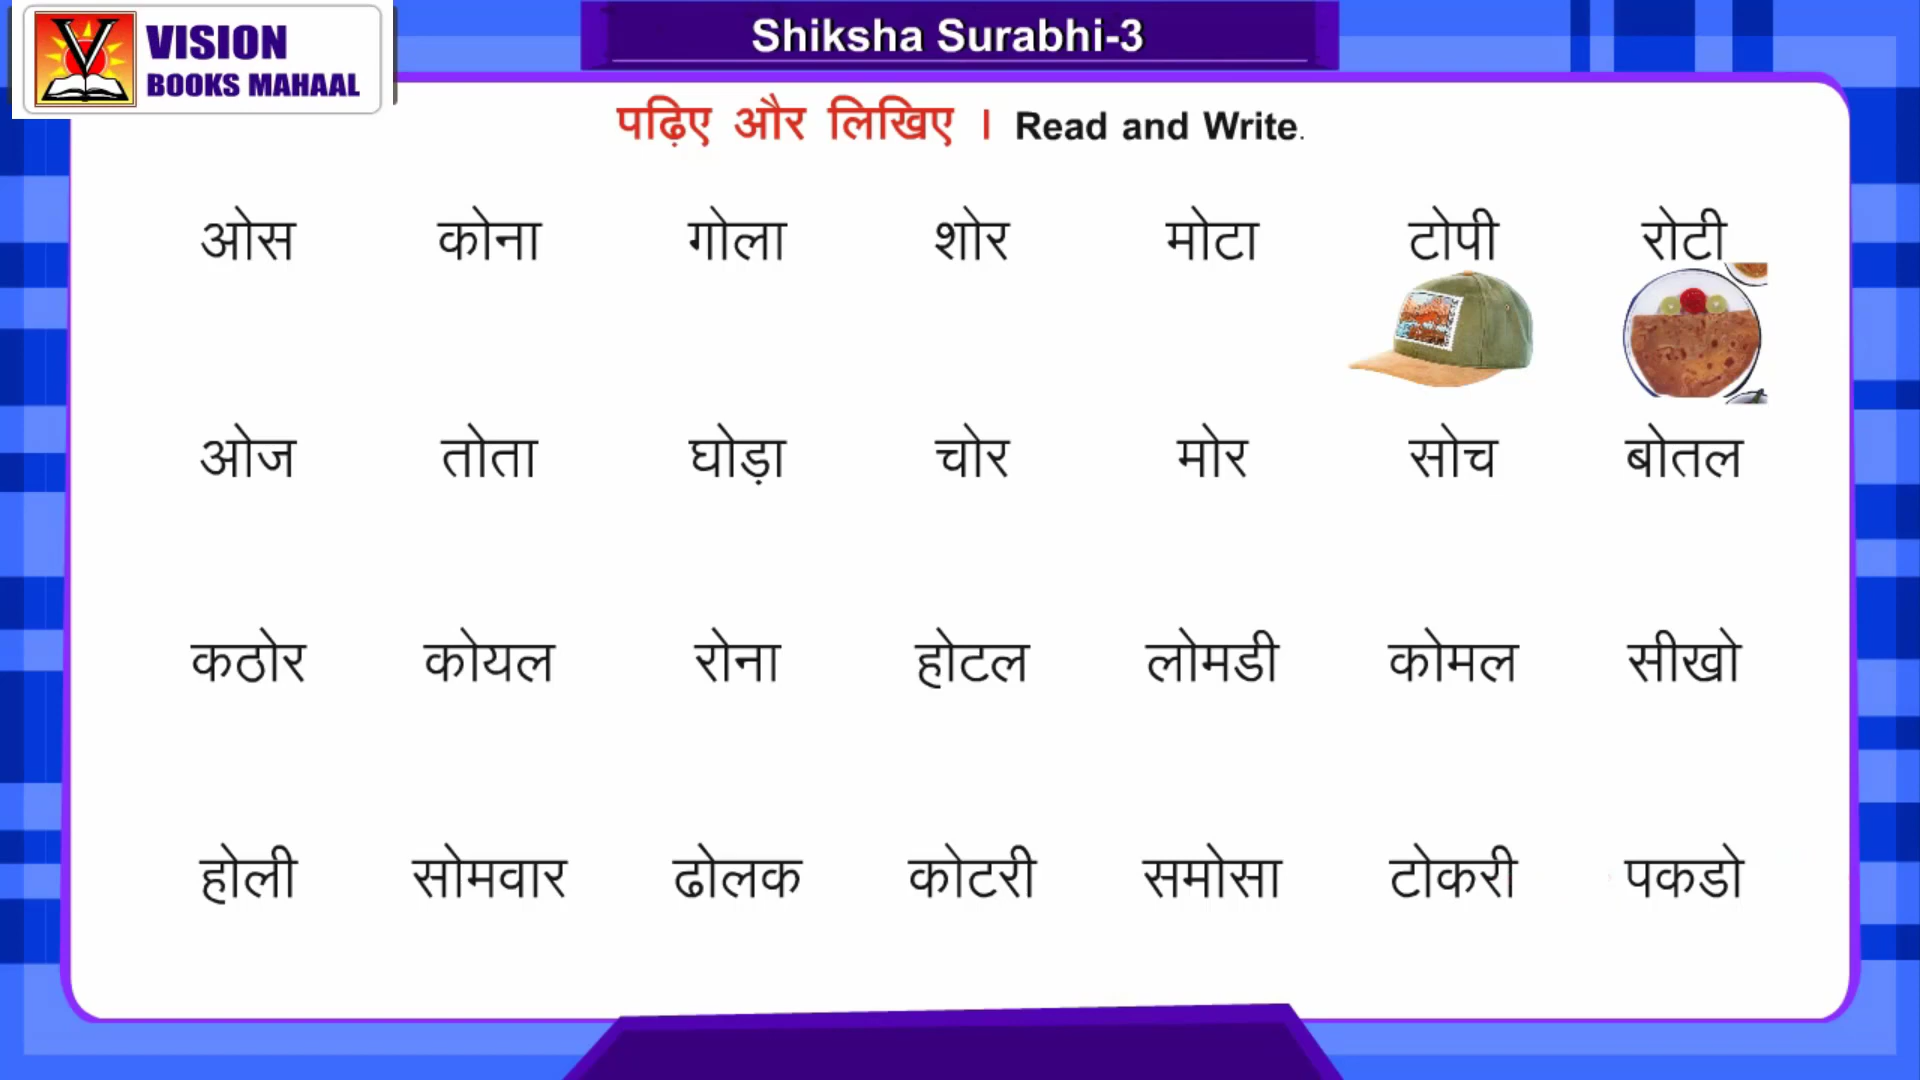 VISION
BOOKS MAHAAL
Shiksha Surabhi-3
पढ़िए और लिखिए । Read and Write.
ओस कोना गोला शोर मोटा टोपी रोटी
ओज तोता घोड़ा चोर मोर सोच बोतल
कठोर कोयल रोना होटल लोमडी कोमल सीखो
होली सोमवार ढोलक कोटरी समोसा टोकरी पकडो